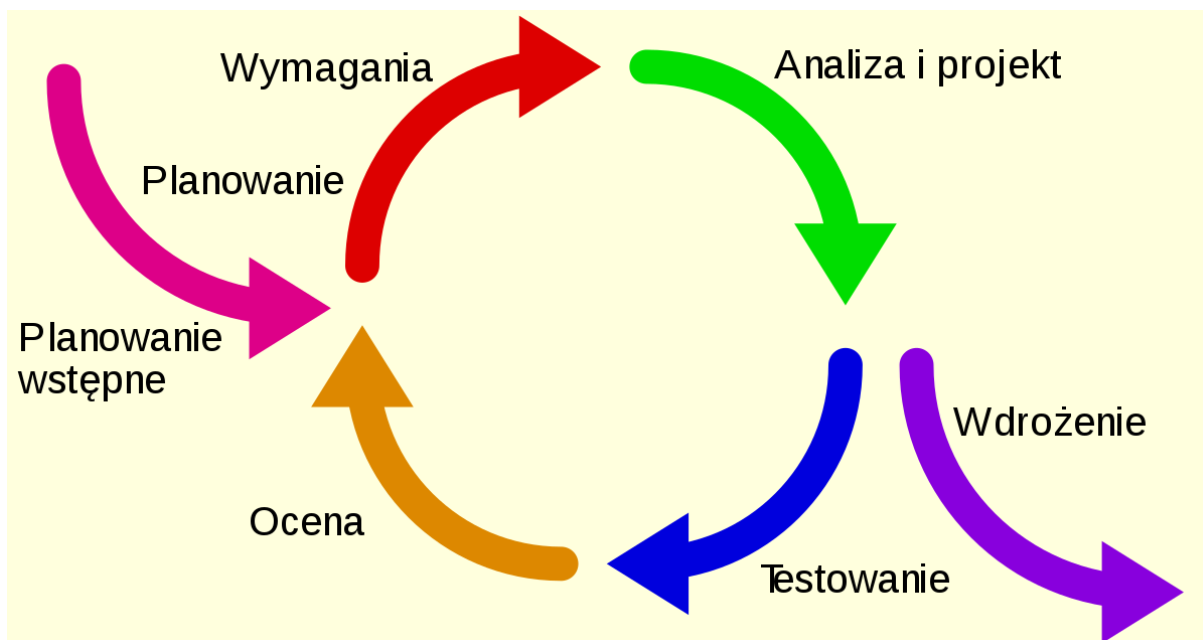 Wymagania
Analiza i projekt
Planowanie
Planowanie
wstępne
Wdrożenie
Ocena
Testowanie